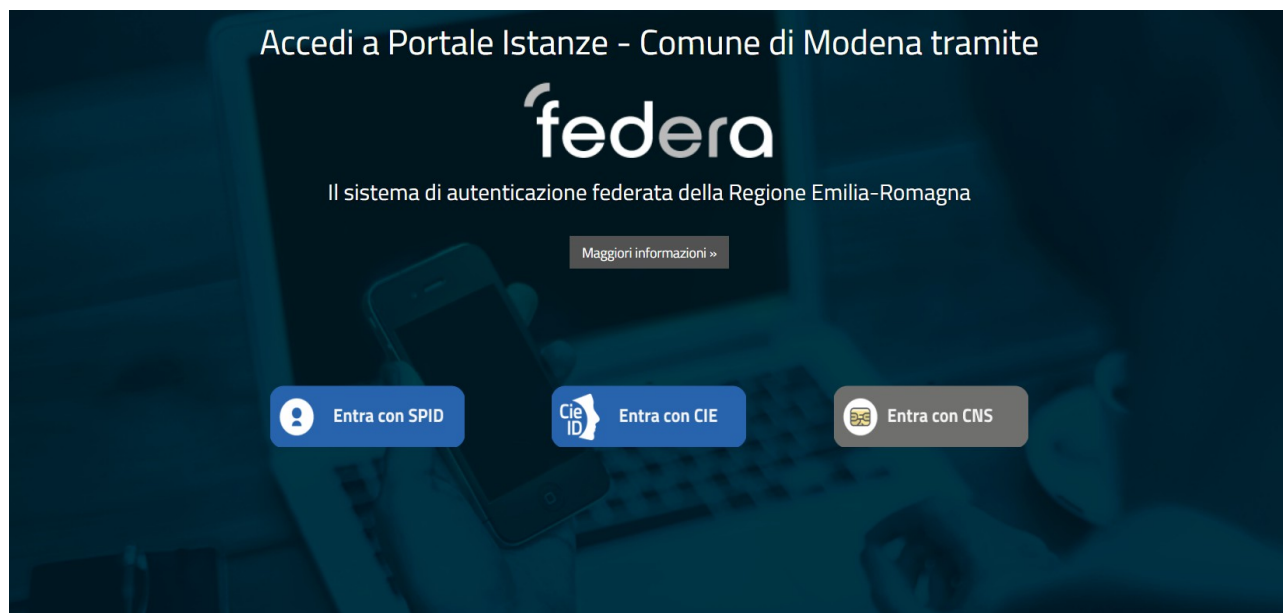 Accedi a Portale Istanze - Comune di Modena tramite
federa
Il sistema di autenticazione federata della Regione Emilia-Romagna
Maggiori informazioni »
Entra con SPID
Cie
ID
Entra con CIE
Entra con CNS